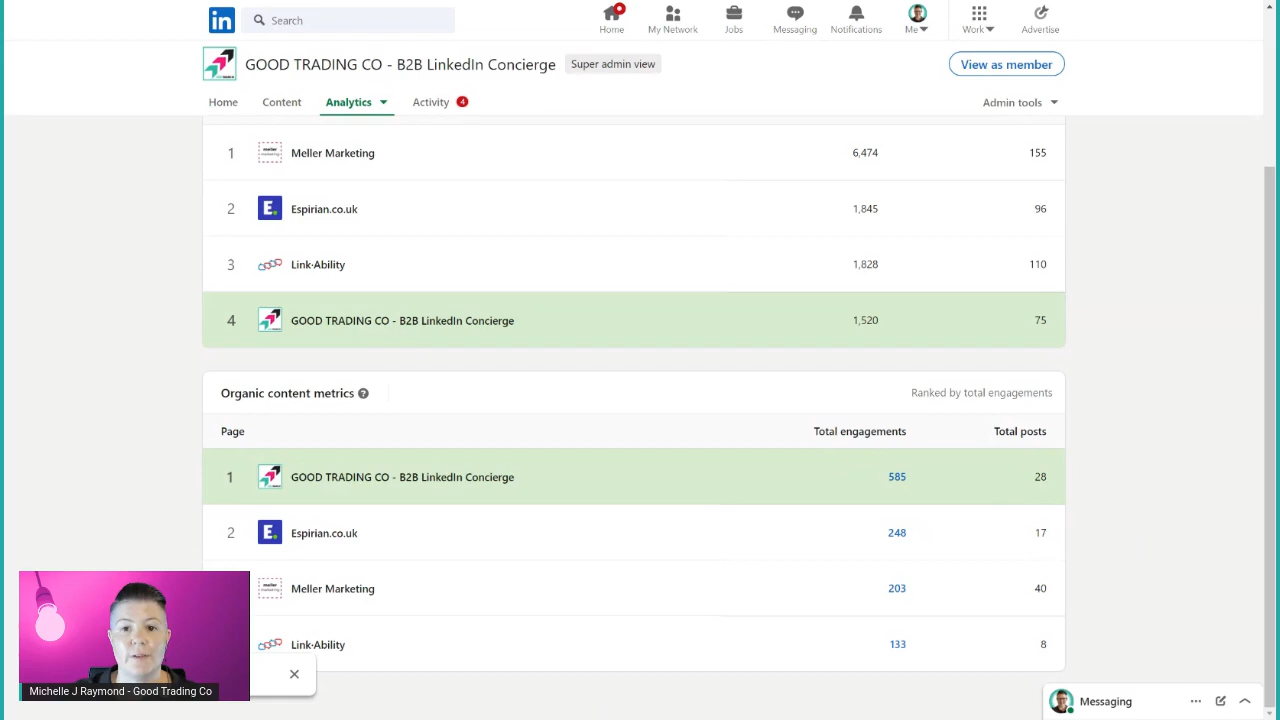 in
Search
Home
My Network
Jobs
Messaging
Notifications
Me
Work
Advertise
GOOD TRADING CO - B2B LinkedIn Concierge
Super admin view
View as member
Home
Content
Analytics
Activity 4
Admin tools
1 Meller Marketing 6,474 155
2 E. Espirian.co.uk 1,845 96
3 Link·Ability 1,828 110
4 GOOD TRADING CO - B2B LinkedIn Concierge 1,520 75
Organic content metrics ?
Ranked by total engagements
Page Total engagements Total posts
1 GOOD TRADING CO - B2B LinkedIn Concierge 585 28
2 E. Espirian.co.uk 248 17
meller marketing Meller Marketing 203 40
Link·Ability 133 8
Michelle J Raymond - Good Trading Co
Messaging